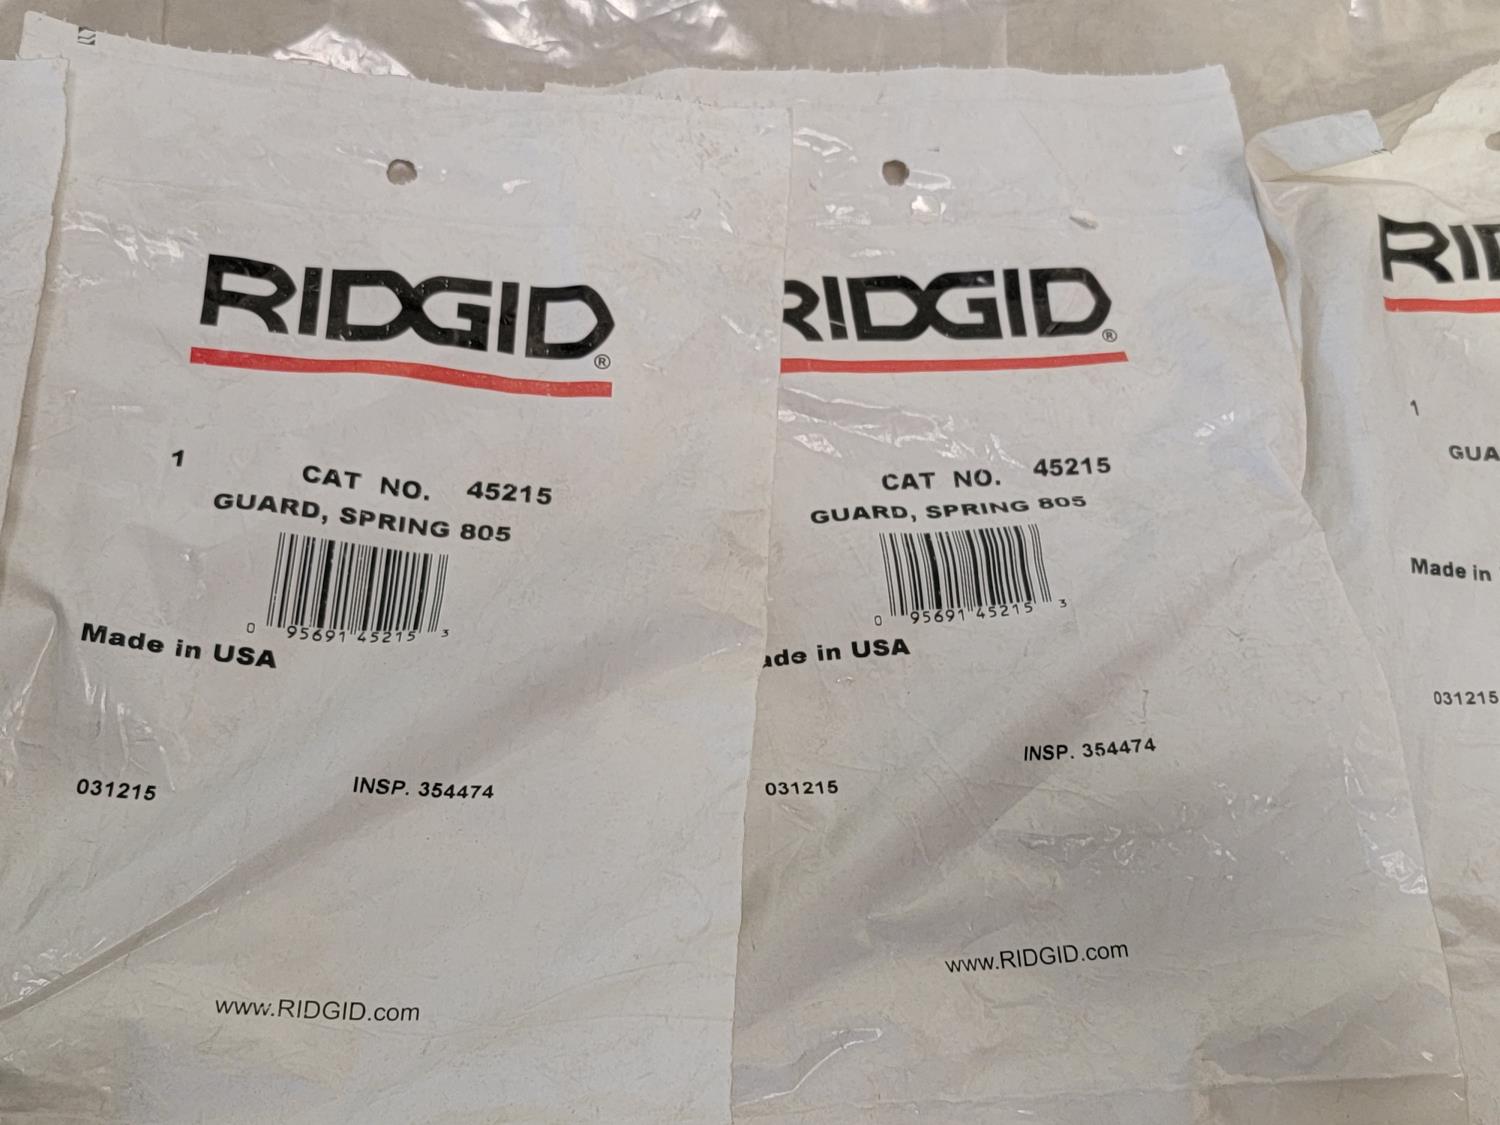 RIDGID®
1
CAT NO. 45215
GUARD, SPRING 805
0 95691 45215 3
Made in USA
031215 INSP. 354474
www.RIDGID.com
RIDGID®
CAT NO. 45215
GUARD, SPRING 805
0 95691 45215 3
ade in USA
031215
INSP. 354474
www.RIDGID.com
RID
1
GUA
Made in
031215